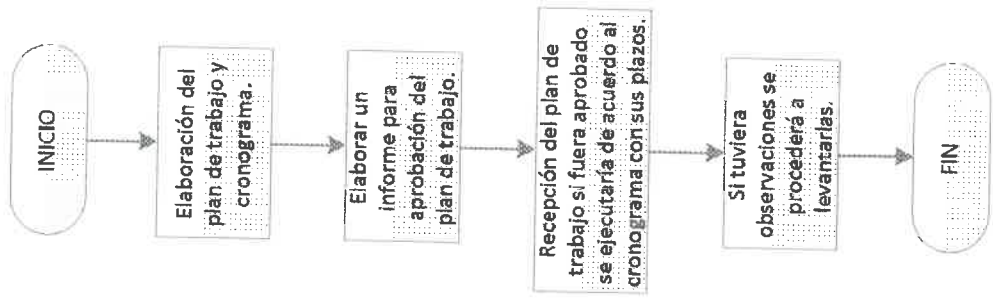 INICIO
Elaboración del
plan de trabajo y
cronograma.
Elaborar un
informe para
aprobación del
plan de trabajo.
Recepción del plan de
trabajo si fuera aprobado
se ejecutaría de acuerdo al
cronograma con sus plazos.
Si tuviera
observaciones se
procederá a
levantarlas.
FIN